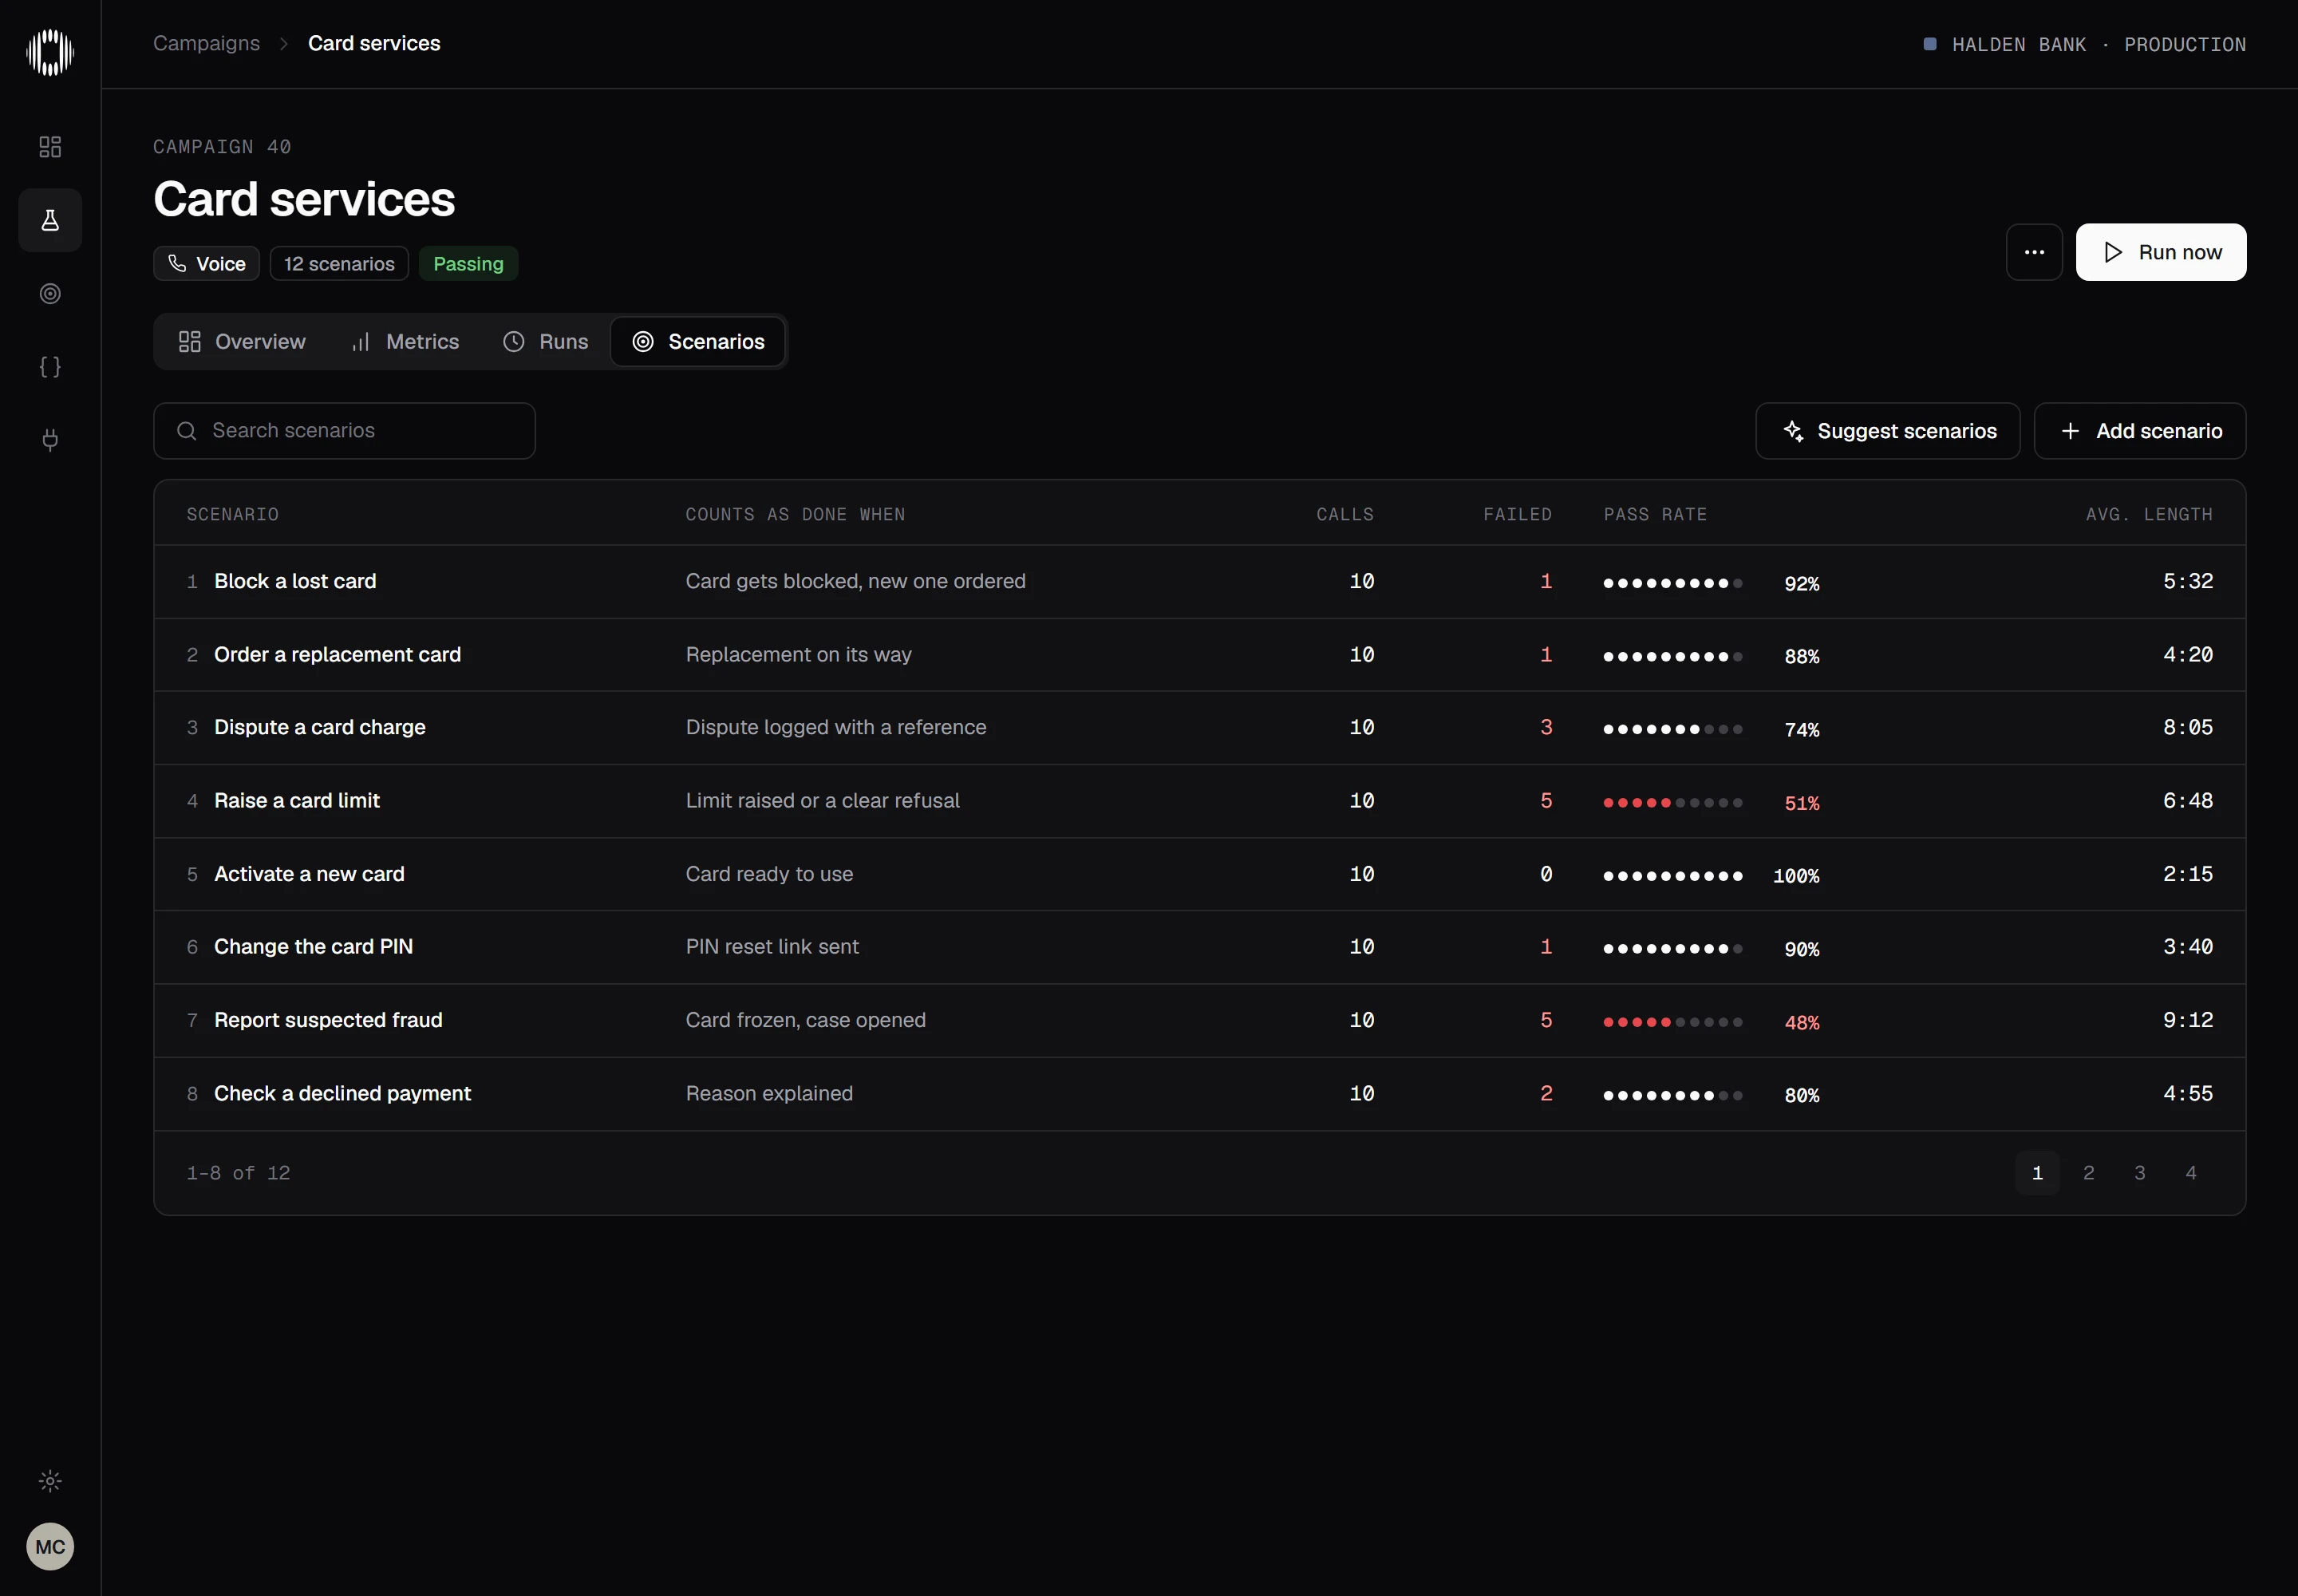 Campaigns > Card services
HALDEN BANK · PRODUCTION
CAMPAIGN 40
Card services
Voice 12 scenarios Passing
Run now
Overview Metrics Runs Scenarios
Search scenarios
Suggest scenarios
Add scenario
SCENARIO COUNTS AS DONE WHEN CALLS FAILED PASS RATE AVG. LENGTH
1 Block a lost card Card gets blocked, new one ordered 10 1 92% 5:32
2 Order a replacement card Replacement on its way 10 1 88% 4:20
3 Dispute a card charge Dispute logged with a reference 10 3 74% 8:05
4 Raise a card limit Limit raised or a clear refusal 10 5 51% 6:48
5 Activate a new card Card ready to use 10 0 100% 2:15
6 Change the card PIN PIN reset link sent 10 1 90% 3:40
7 Report suspected fraud Card frozen, case opened 10 5 48% 9:12
8 Check a declined payment Reason explained 10 2 80% 4:55
1–8 of 12
1 2 3 4
MC